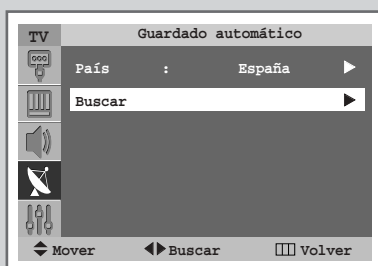 TV Guardado automático
País : España
Buscar
Mover Buscar Volver